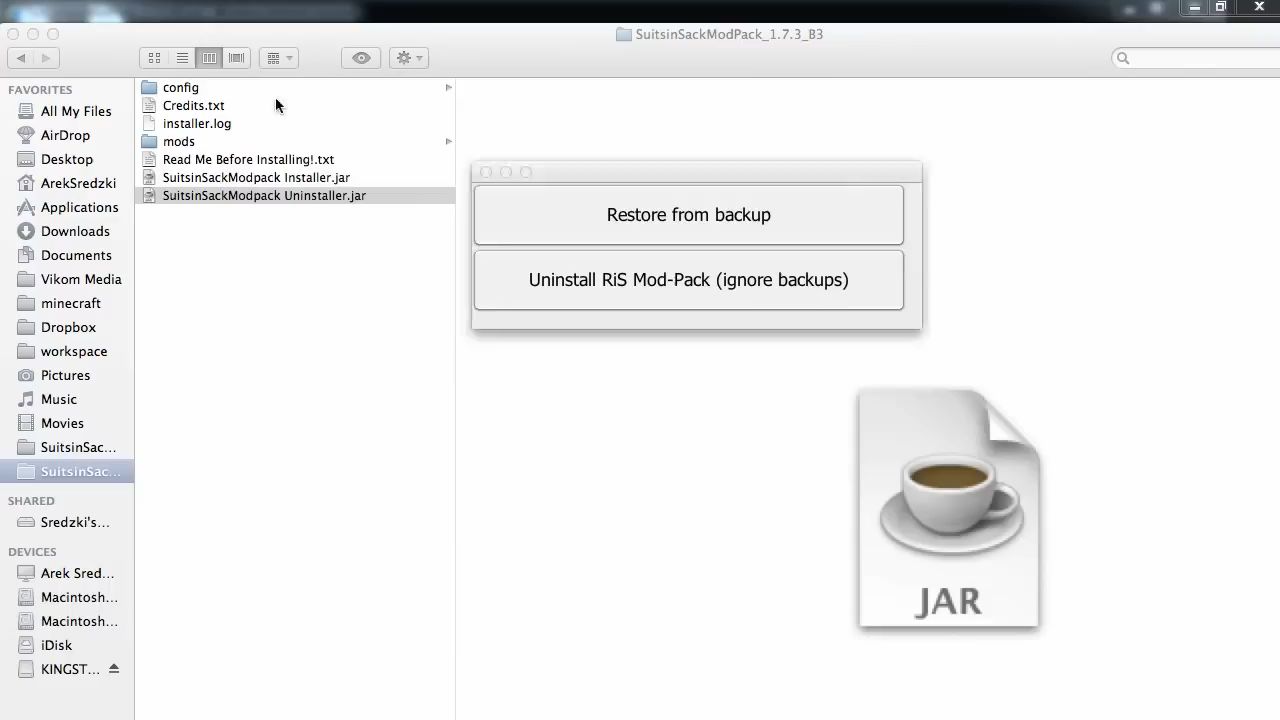 SuitsinSackModPack_1.7.3_B3
FAVORITES
All My Files
AirDrop
Desktop
ArekSredzki
Applications
Downloads
Documents
Vikom Media
minecraft
Dropbox
workspace
Pictures
Music
Movies
SuitsinSac...
SuitsinSac...
SHARED
Sredzki's...
DEVICES
Arek Sred...
Macintosh...
Macintosh...
iDisk
KINGST...
config
Credits.txt
installer.log
mods
Read Me Before Installing!.txt
SuitsinSackModpack Installer.jar
SuitsinSackModpack Uninstaller.jar
Restore from backup
Uninstall RiS Mod-Pack (ignore backups)
JAR